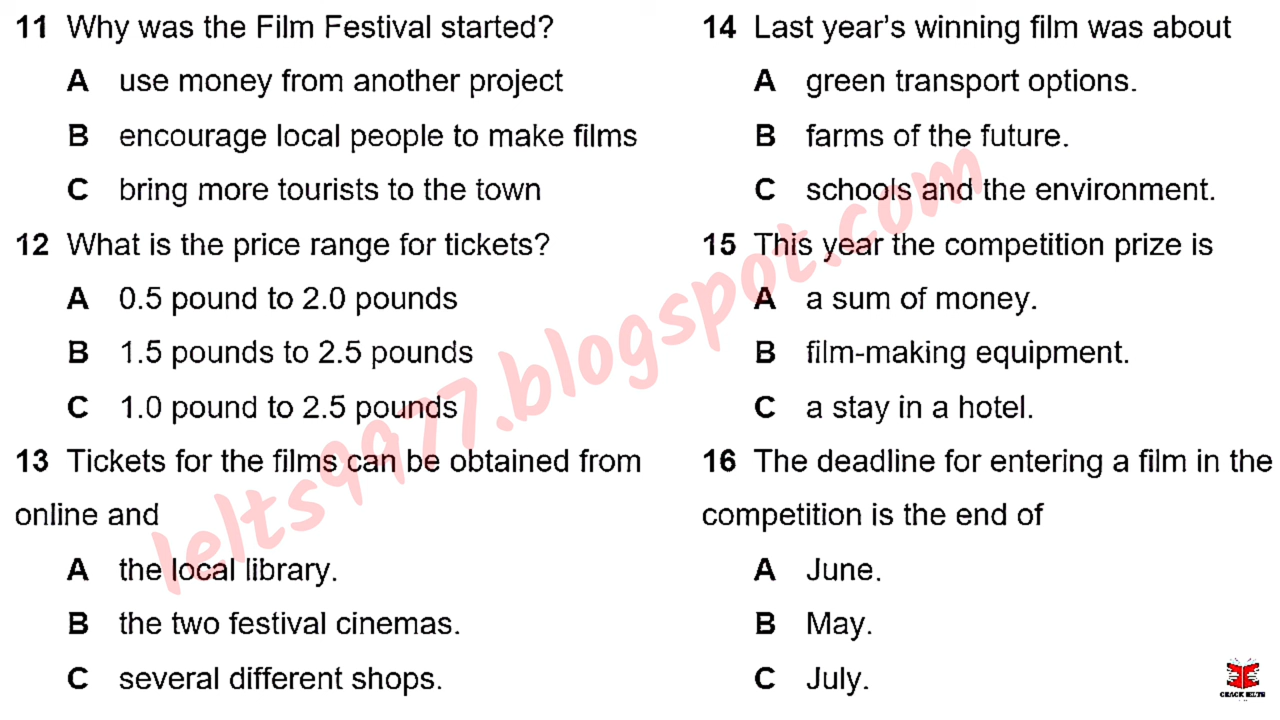 11 Why was the Film Festival started?
A use money from another project
B encourage local people to make films
C bring more tourists to the town
12 What is the price range for tickets?
A 0.5 pound to 2.0 pounds
B 1.5 pounds to 2.5 pounds
C 1.0 pound to 2.5 pounds
13 Tickets for the films can be obtained from
online and
A the local library.
B the two festival cinemas.
C several different shops.
14 Last year’s winning film was about
A green transport options.
B farms of the future.
C schools and the environment.
15 This year the competition prize is
A a sum of money.
B film-making equipment.
C a stay in a hotel.
16 The deadline for entering a film in the
competition is the end of
A June.
B May.
C July.
Ielts9977.blogspot.com
CRACK IELTS